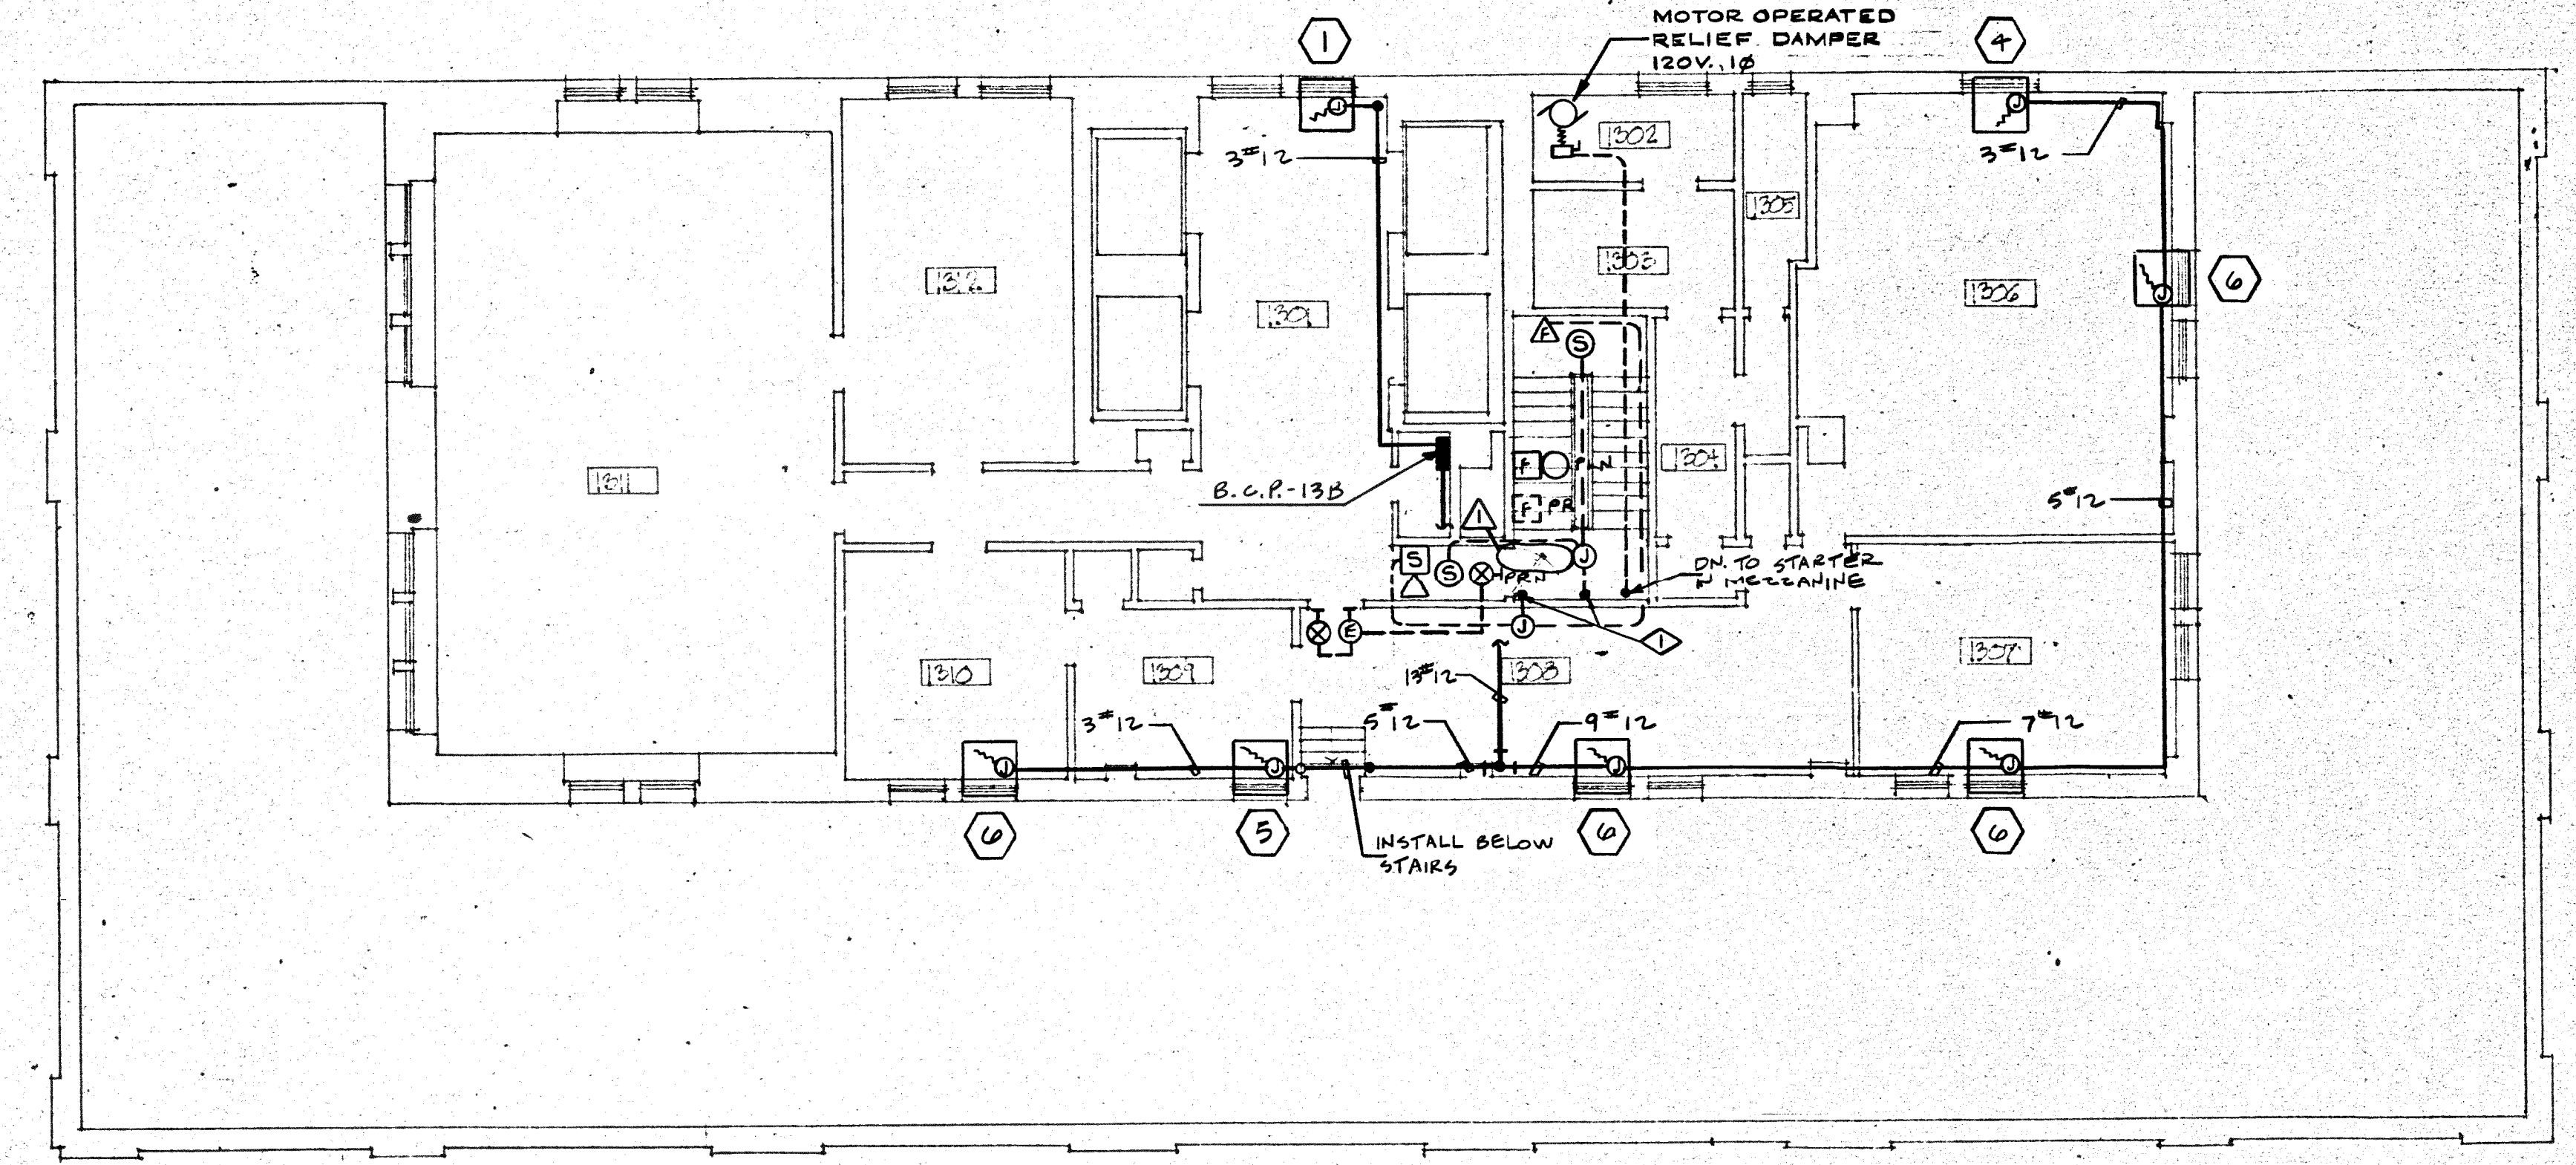 MOTOR OPERATED
RELIEF DAMPER
120V., 1Ø
1
4
J
J
3#12
1302
3#12
1305
1312
1301
1303
1306
J
6
F
S
1311
1304
F
N
B.C.P.-13B
F
PR
5#12
1
S
S
PRN
J
DN. TO STARTER
N MEZZANINE
E
J
1
1310
1309
1308
1307
13#12
3#12
5#12
9#12
7#12
J
J
J
J
6
5
6
6
INSTALL BELOW
STAIRS